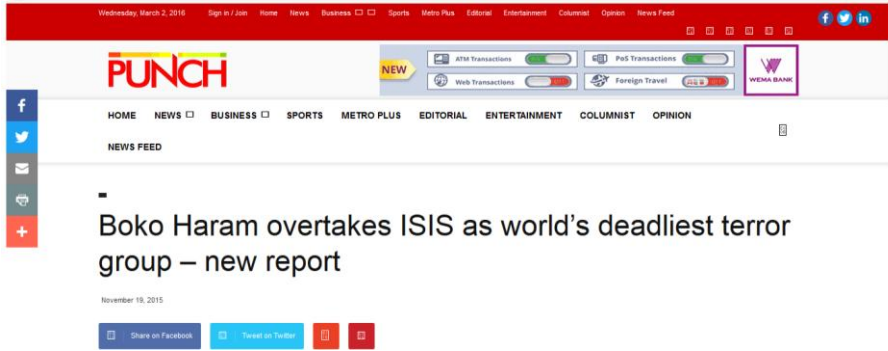 Wednesday, March 2, 2016 Sign in / Join Home News Business Sports Metro Plus Editorial Entertainment Columnist Opinion News Feed
PUNCH
NEW
ATM Transactions
PoS Transactions
Web Transactions
Foreign Travel
WEMA BANK
HOME NEWS BUSINESS SPORTS METRO PLUS EDITORIAL ENTERTAINMENT COLUMNIST OPINION
NEWS FEED
Boko Haram overtakes ISIS as world's deadliest terror
group – new report
November 19, 2015
Share on Facebook Tweet on Twitter